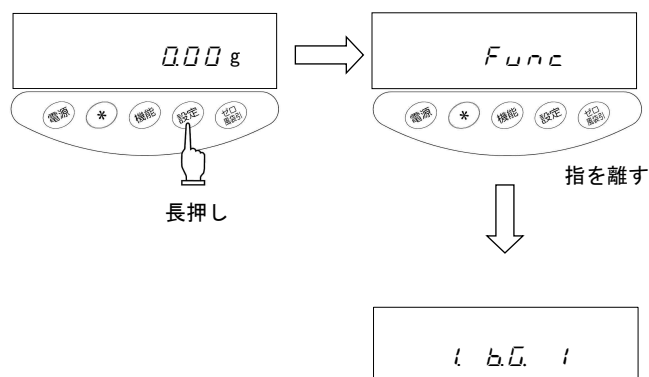 0.00 g
Func
電源 * 機能 設定 ゼロ 風袋引
電源 * 機能 設定 ゼロ 風袋引
指を離す
長押し
1. b.G. 1